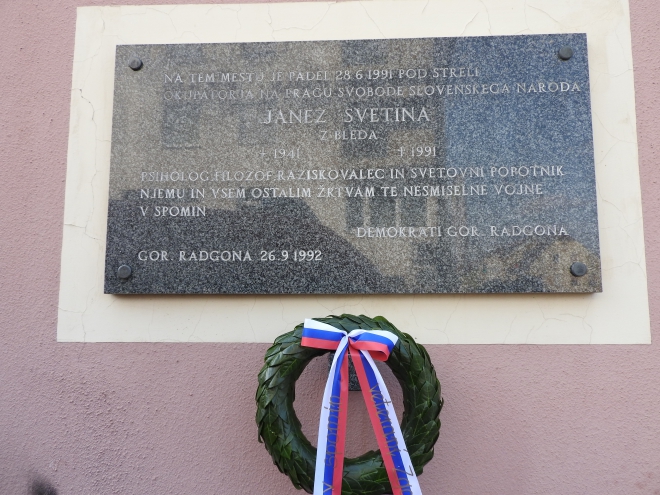 NA TEM MESTU JE PADEL 28.6.1991 POD STRELI
OKUPATORJA NA PRAGU SVOBODE SLOVENSKEGA NARODA
JANEZ SVETINA
Z BLEDA
+ 1941 † 1991
PSIHOLOG, FILOZOF, RAZISKOVALEC IN SVETOVNI POPOTNIK
NJEMU IN VSEM OSTALIM ŽRTVAM TE NESMISELNE VOJNE
V SPOMIN
DEMOKRATI GOR. RADGONA
GOR. RADGONA 26.9.1992